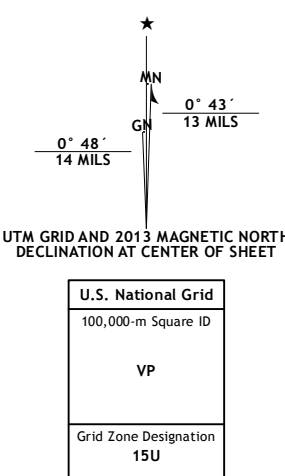 ★
MN
0° 43´
13 MILS
GN
0° 48´
14 MILS
UTM GRID AND 2013 MAGNETIC NORTH
DECLINATION AT CENTER OF SHEET
U.S. National Grid
100,000-m Square ID
VP
Grid Zone Designation
15U